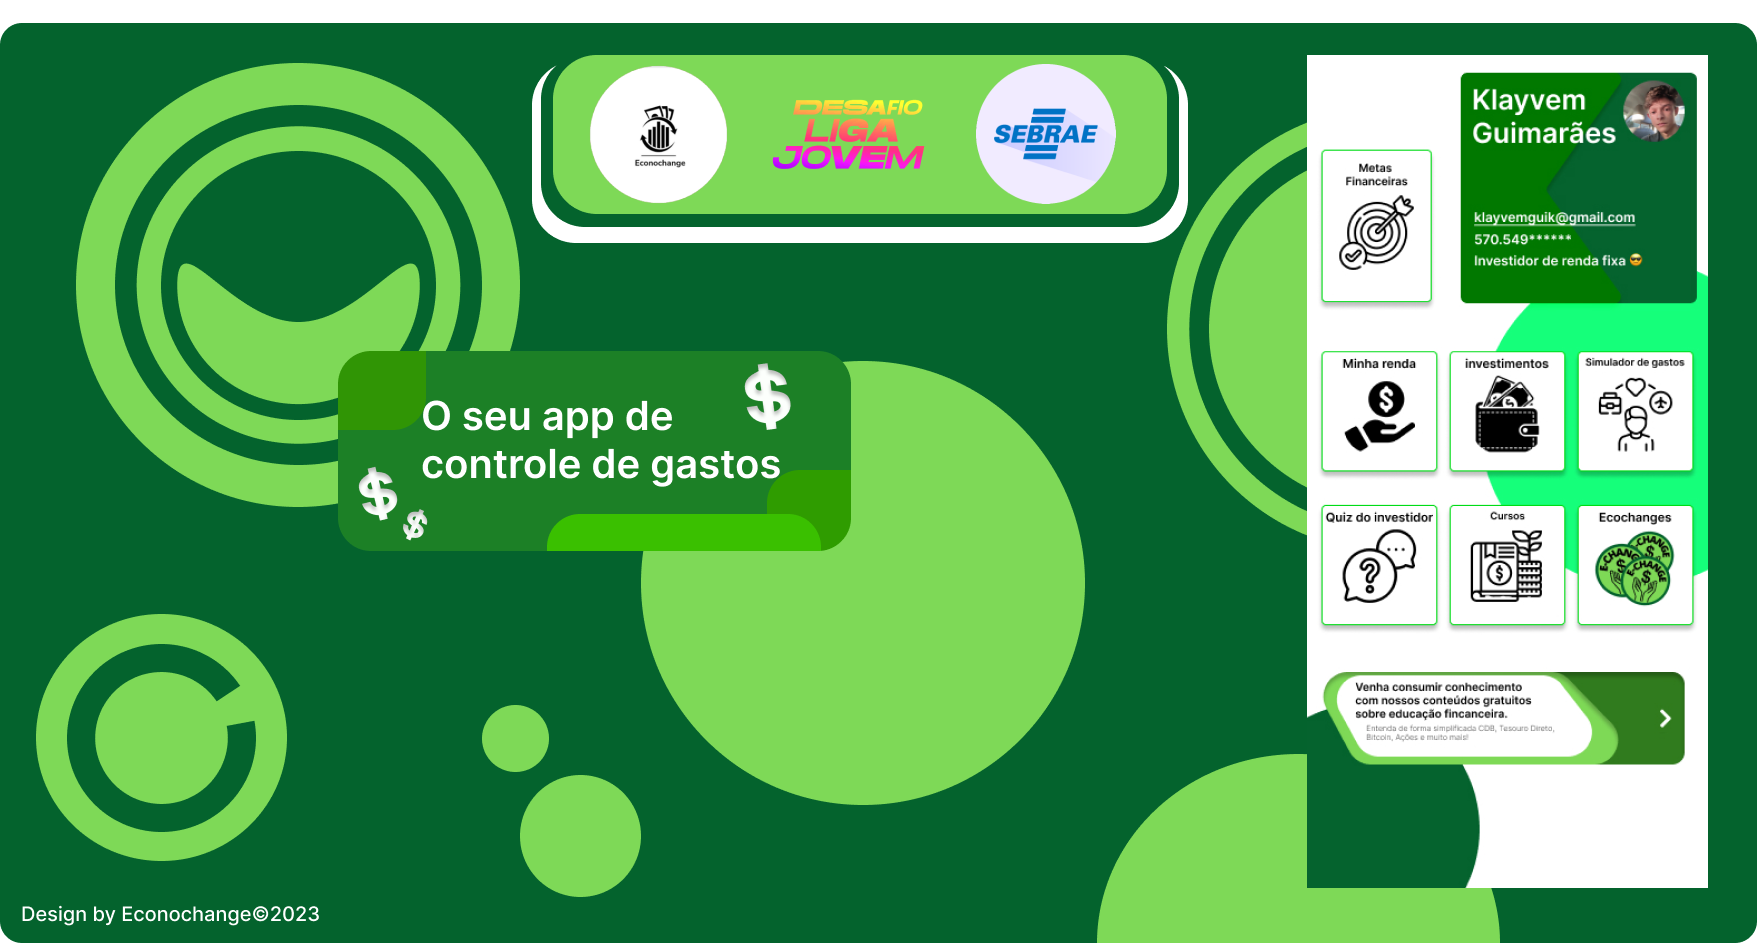 Econochange
DESAFIO
LIGA
JOVEM
SEBRAE
O seu app de
controle de gastos
$
$
$
Klayvem
Guimarães
klayvemguik@gmail.com
570.549******
Investidor de renda fixa 😎
Metas
Financeiras
Minha renda
investimentos
Simulador de gastos
Quiz do investidor
Cursos
Ecochanges
E-CHANGE
E-CHANGE
E-CHANGE
Venha consumir conhecimento
com nossos conteúdos gratuitos
sobre educação fincanceira.
Entenda de forma simplificada CDB, Tesouro Direto,
Bitcoin, Ações e muito mais!
Design by Econochange©2023